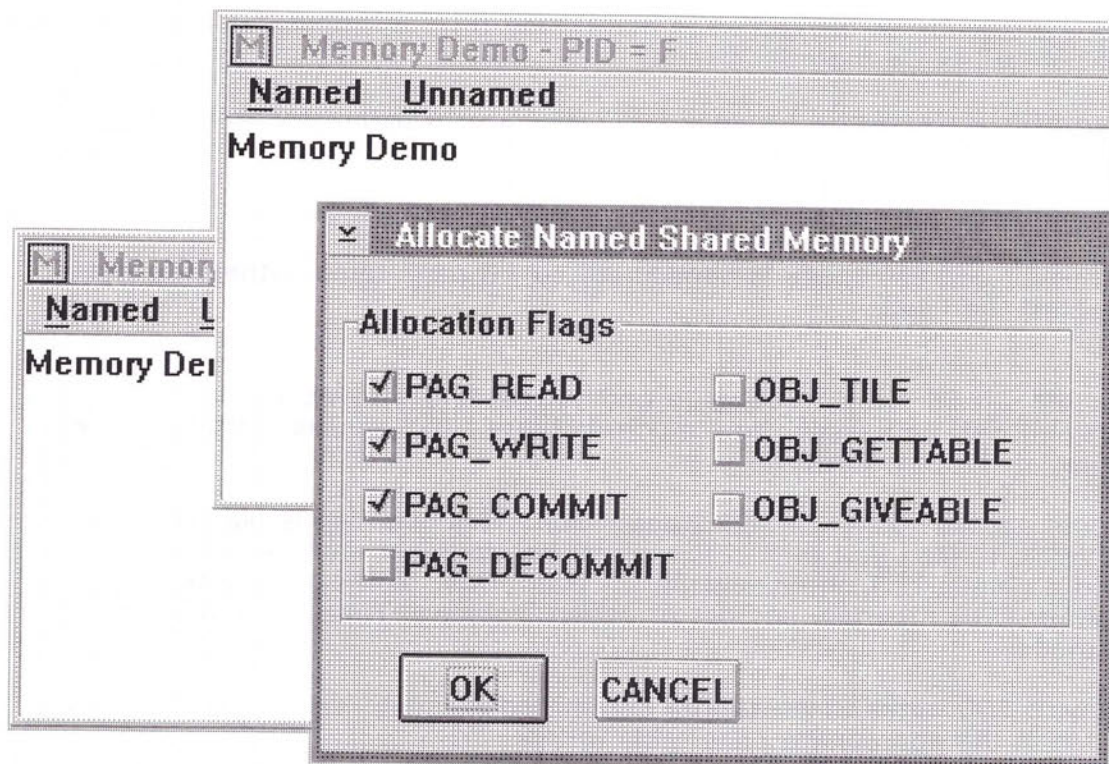 M Memory Demo - PID = F
Named Unnamed
Memory Demo
M Memory
Named U
Memory De
Allocate Named Shared Memory
Allocation Flags
PAG_READ
PAG_WRITE
PAG_COMMIT
PAG_DECOMMIT
OBJ_TILE
OBJ_GETTABLE
OBJ_GIVEABLE
OK CANCEL